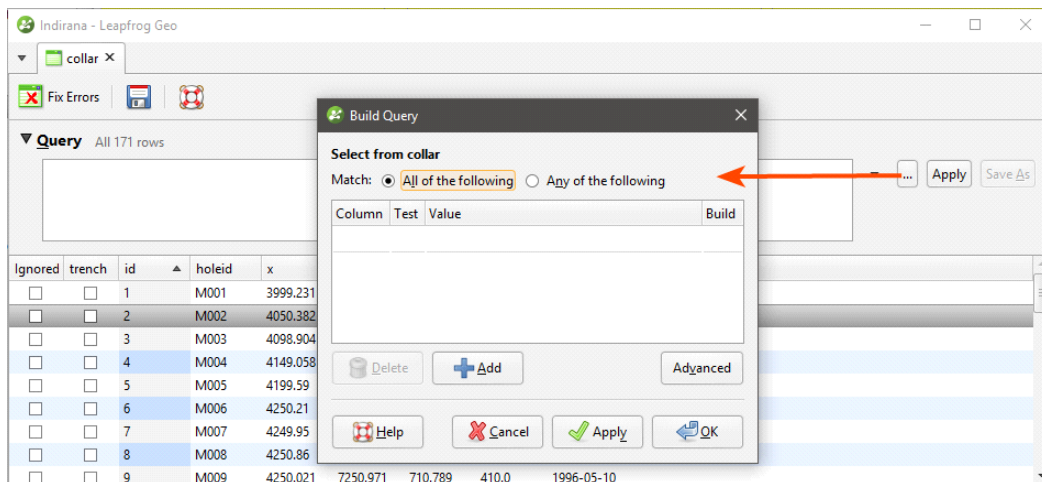 Indirana - Leapfrog Geo
collar
Fix Errors
Query All 171 rows
... Apply Save As
Build Query
Select from collar
Match: All of the following Any of the following
Column Test Value Build
Delete Add Advanced
Help Cancel Apply OK
Ignored trench id holeid x
1 M001 3999.231
2 M002 4050.382
3 M003 4098.904
4 M004 4149.058
5 M005 4199.59
6 M006 4250.21
7 M007 4249.95
8 M008 4250.86
9 M009 4250.021 7250.971 710.789 410.0 1996-05-10